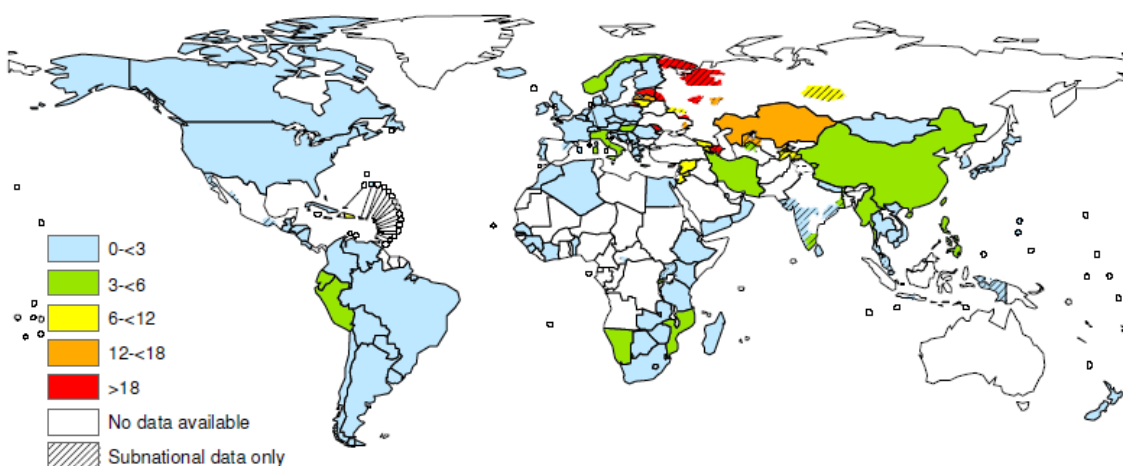 0-<3
3-<6
6-<12
12-<18
>18
No data available
Subnational data only